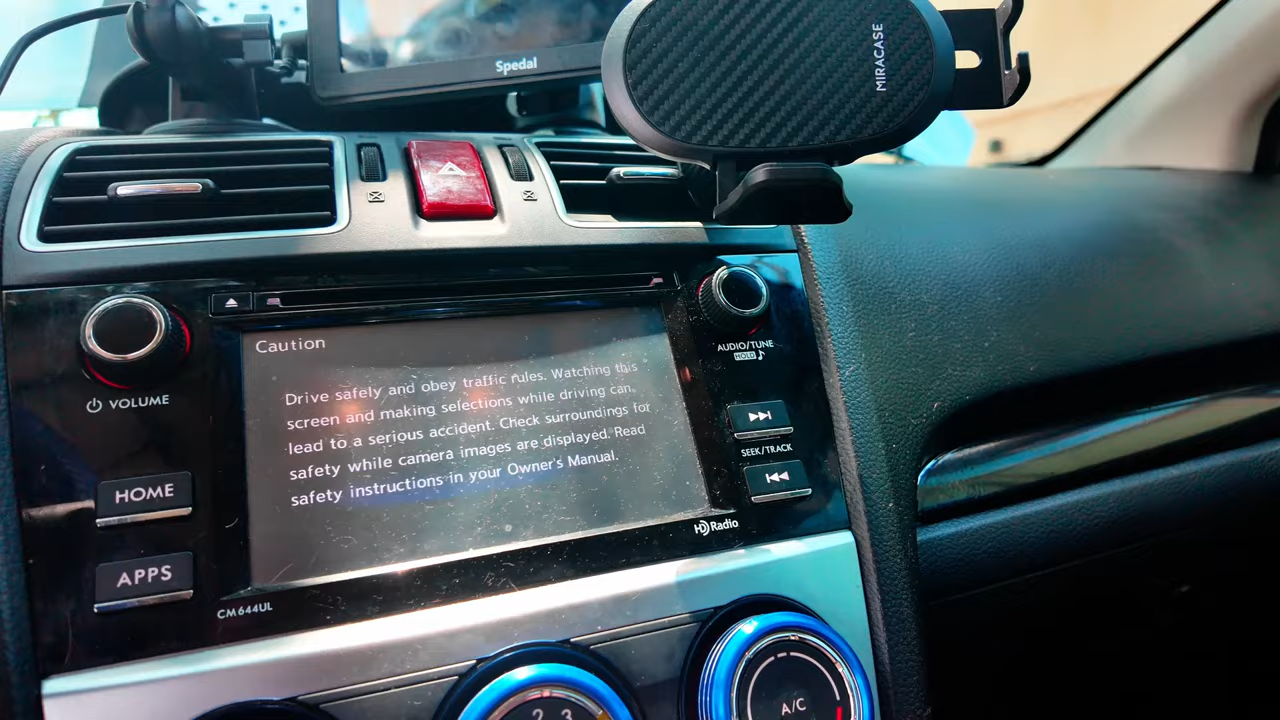 Spedal
MIRACASE
Caution
Drive safely and obey traffic rules. Watching this
screen and making selections while driving can
lead to a serious accident. Check surroundings for
safety while camera images are displayed. Read
safety instructions in your Owner's Manual.
VOLUME
HOME
APPS
CM644UL
AUDIO/TUNE
HOLD
SEEK/TRACK
HD Radio
2 3
A/C